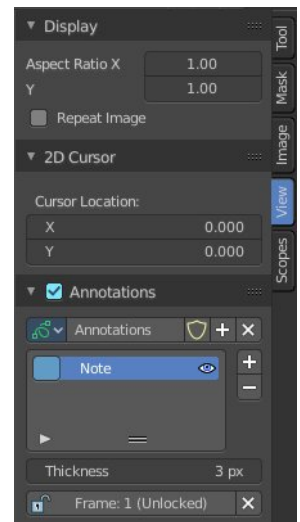 Display
Aspect Ratio X 1.00
Y 1.00
Repeat Image
2D Cursor
Cursor Location:
X 0.000
Y 0.000
Annotations
Annotations
Note
Thickness 3 px
Frame: 1 (Unlocked)
Tool
Mask
Image
View
Scopes